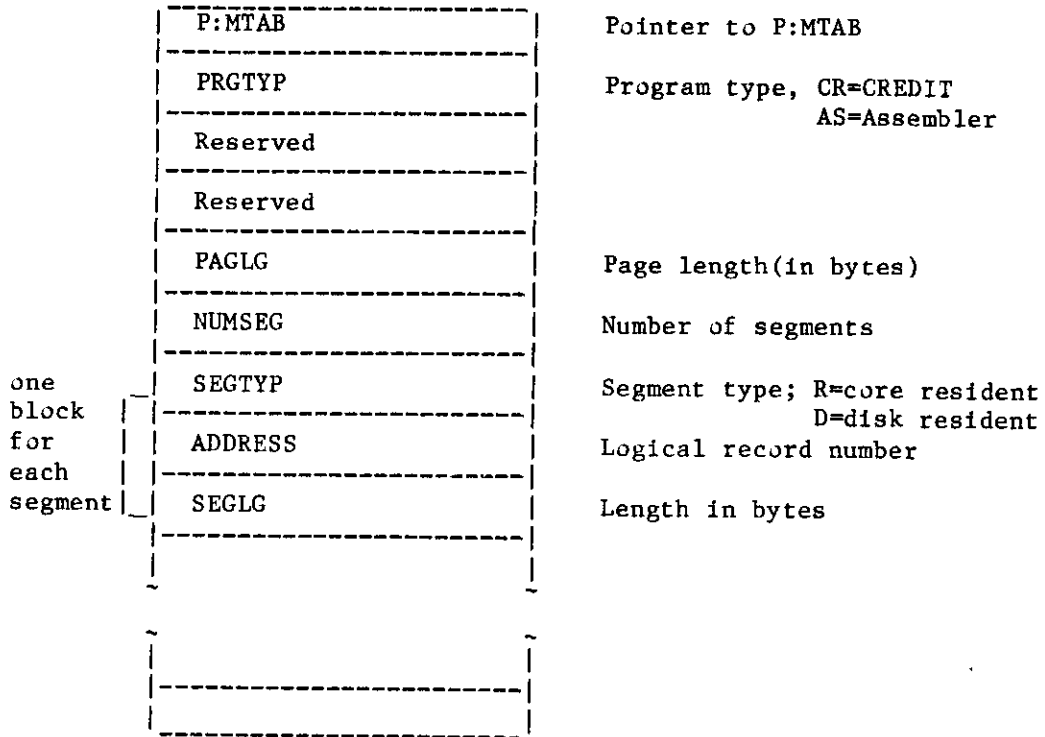 P:MTAB Pointer to P:MTAB
PRGTYP Program type, CR=CREDIT
AS=Assembler
Reserved
Reserved
PAGLG Page length(in bytes)
NUMSEG Number of segments
one SEGTYP Segment type; R=core resident
block D=disk resident
for ADDRESS Logical record number
each
segment SEGLG Length in bytes